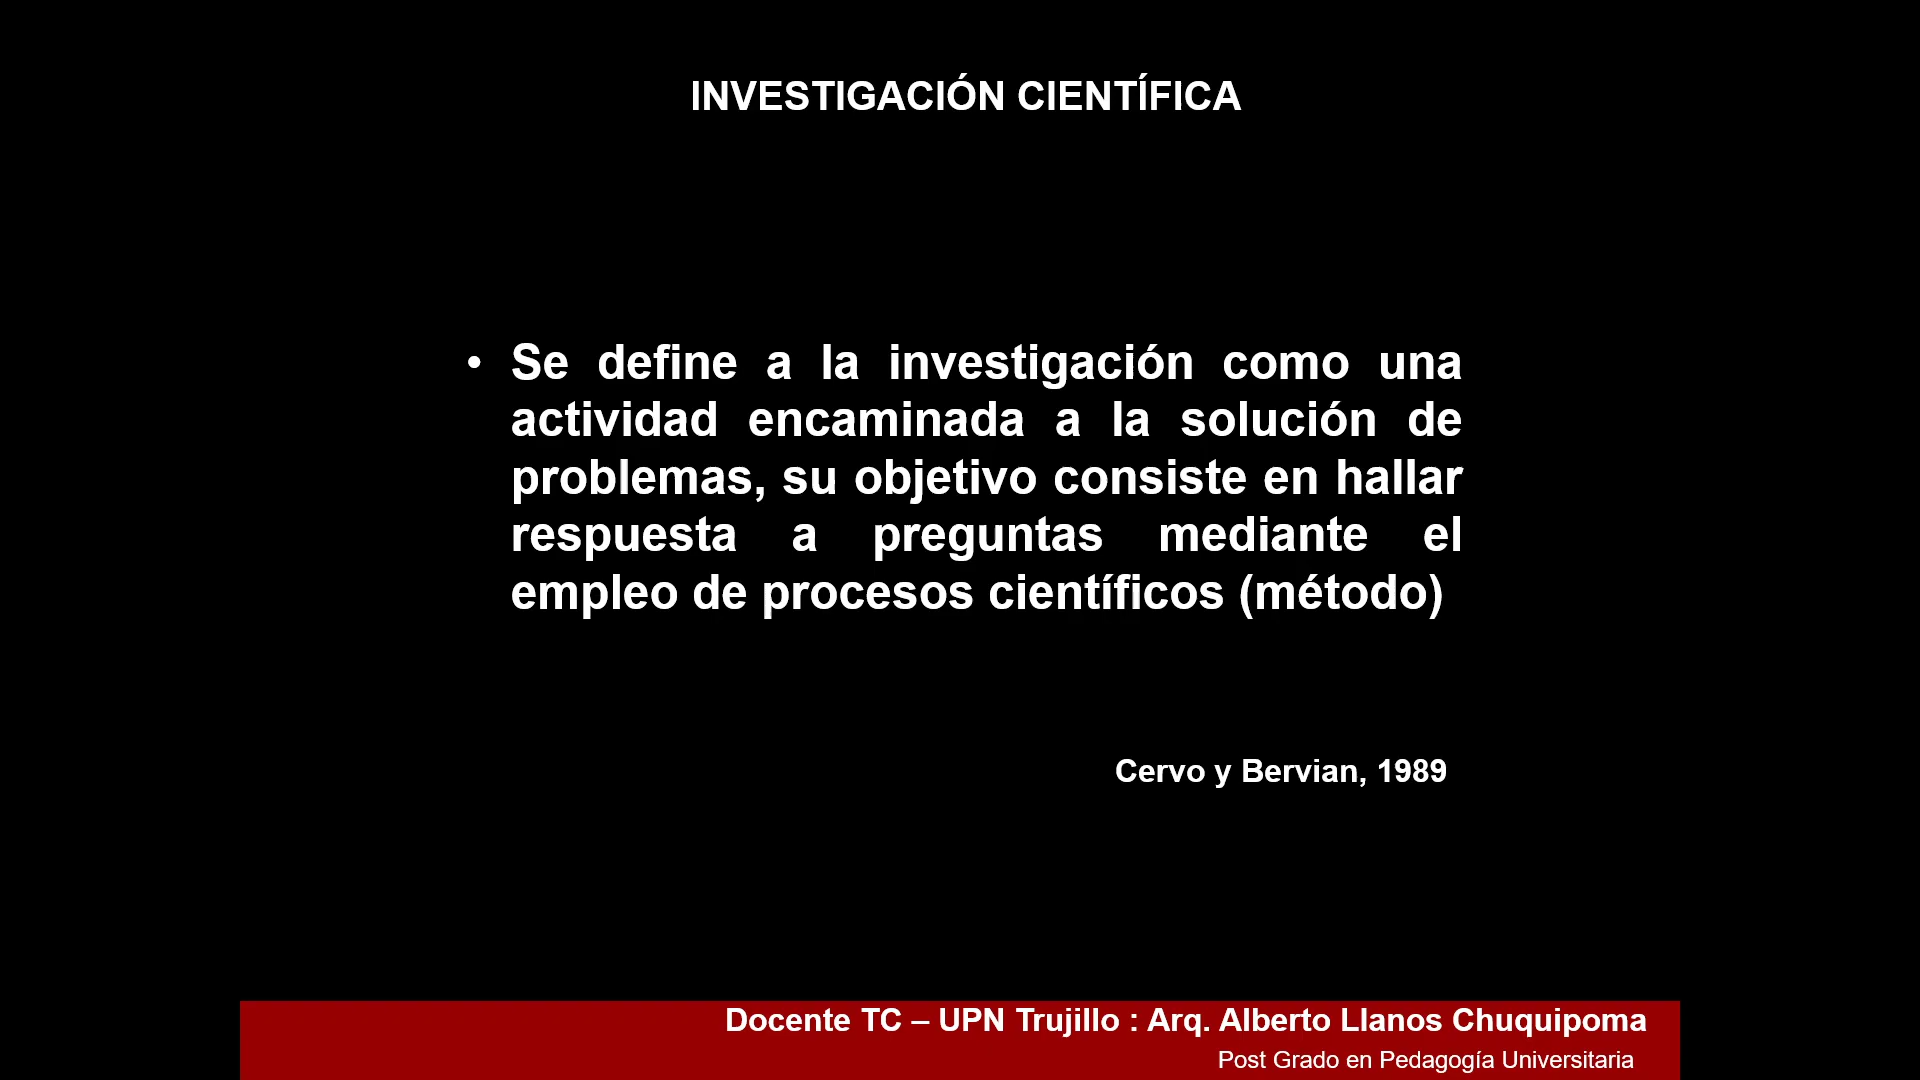 INVESTIGACIÓN CIENTÍFICA
• Se define a la investigación como una
actividad encaminada a la solución de
problemas, su objetivo consiste en hallar
respuesta a preguntas mediante el
empleo de procesos científicos (método)
Cervo y Bervian, 1989
Docente TC – UPN Trujillo : Arq. Alberto Llanos Chuquipoma
Post Grado en Pedagogía Universitaria